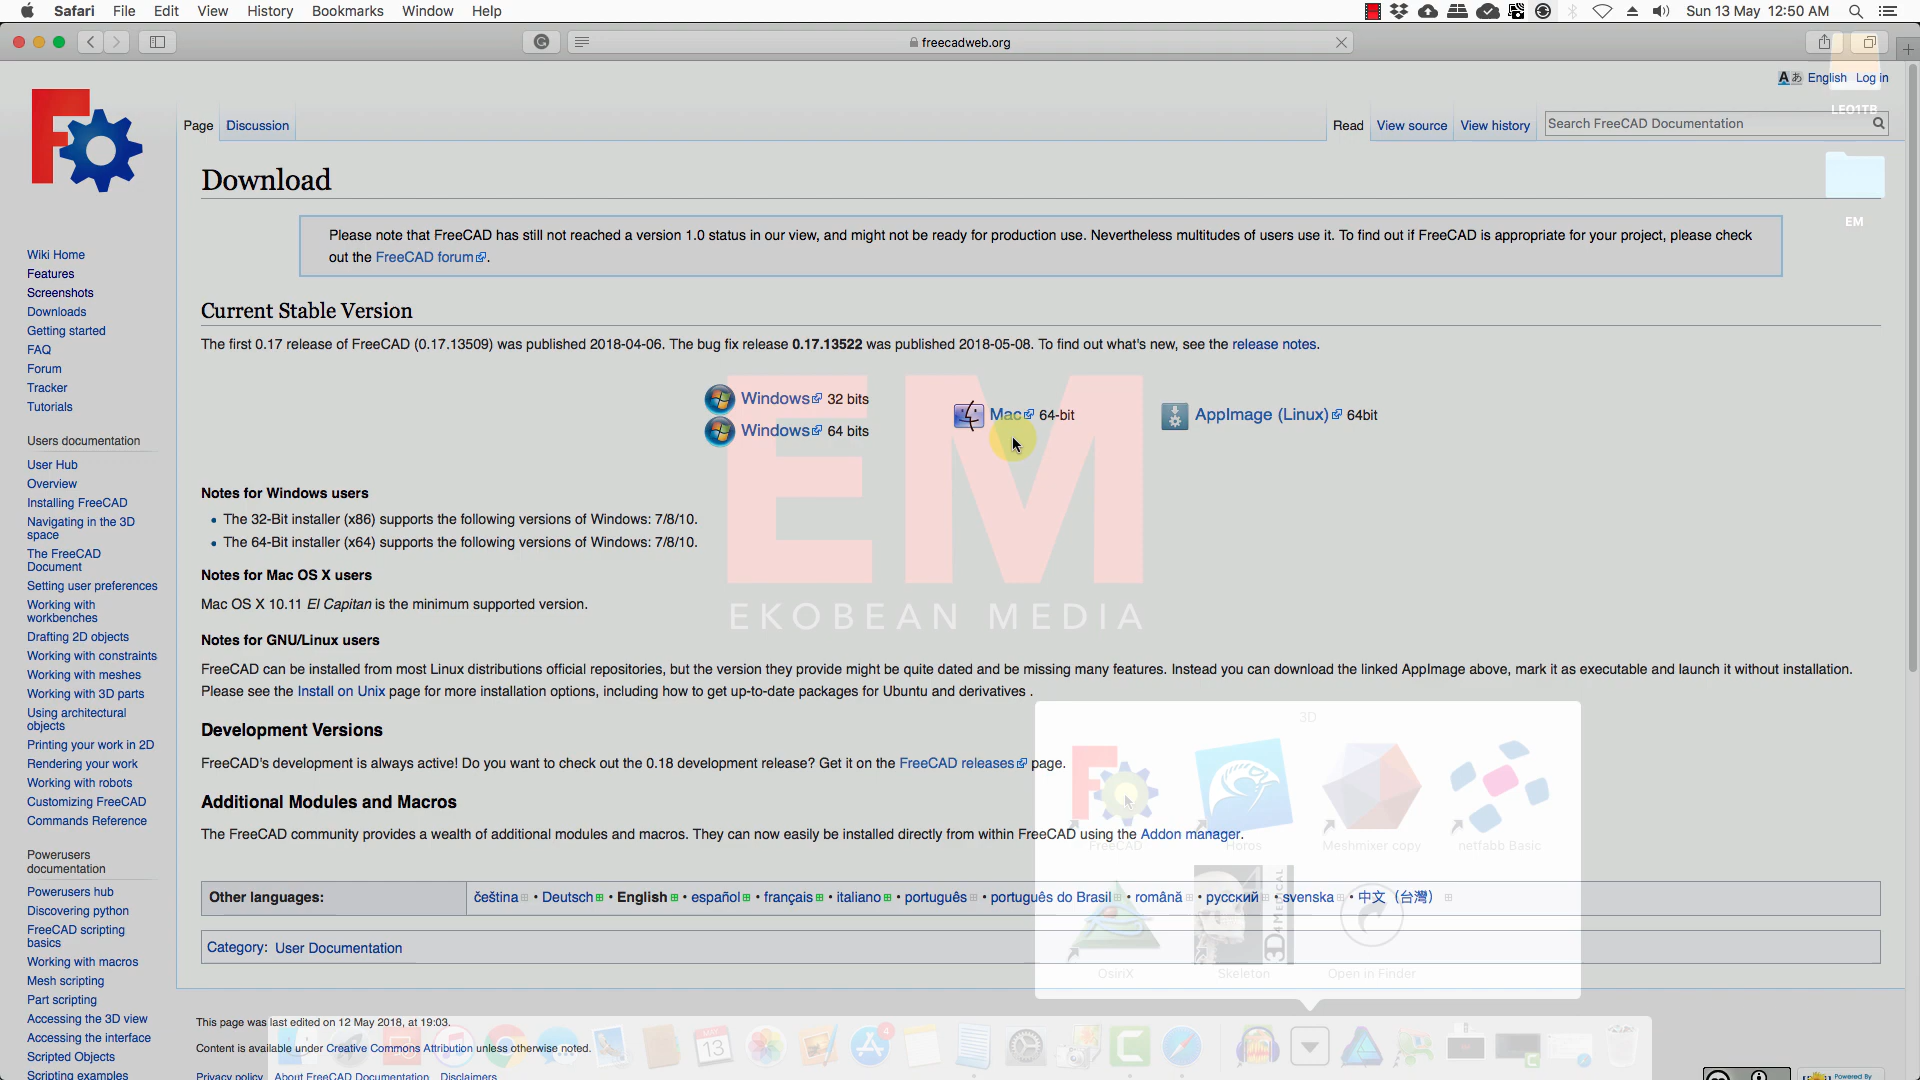 Safari File Edit View History Bookmarks Window Help
Sun 13 May 12:50 AM
freecadweb.org
English Log in
LEO1TB
Page Discussion
Read View source View history
Search FreeCAD Documentation
Download
EM
Please note that FreeCAD has still not reached a version 1.0 status in our view, and might not be ready for production use. Nevertheless multitudes of users use it. To find out if FreeCAD is appropriate for your project, please check
out the FreeCAD forum.
Current Stable Version
The first 0.17 release of FreeCAD (0.17.13509) was published 2018-04-06. The bug fix release 0.17.13522 was published 2018-05-08. To find out what's new, see the release notes.
Windows 32 bits
Windows 64 bits
Mac 64-bit
AppImage (Linux) 64bit
EM
EKOBEAN MEDIA
Notes for Windows users
• The 32-Bit installer (x86) supports the following versions of Windows: 7/8/10.
• The 64-Bit installer (x64) supports the following versions of Windows: 7/8/10.
Notes for Mac OS X users
Mac OS X 10.11 El Capitan is the minimum supported version.
Notes for GNU/Linux users
FreeCAD can be installed from most Linux distributions official repositories, but the version they provide might be quite dated and be missing many features. Instead you can download the linked AppImage above, mark it as executable and launch it without installation.
Please see the Install on Unix page for more installation options, including how to get up-to-date packages for Ubuntu and derivatives .
Development Versions
FreeCAD's development is always active! Do you want to check out the 0.18 development release? Get it on the FreeCAD releases page.
Additional Modules and Macros
The FreeCAD community provides a wealth of additional modules and macros. They can now easily be installed directly from within FreeCAD using the Addon manager.
Other languages:
čeština • Deutsch • English • español • français • italiano • português • português do Brasil • română • русский • svenska • 中文（台灣）
Category: User Documentation
This page was last edited on 12 May 2018, at 19:03.
Content is available under Creative Commons Attribution unless otherwise noted.
Privacy policy About FreeCAD Documentation Disclaimers
Powered By
Wiki Home
Features
Screenshots
Downloads
Getting started
FAQ
Forum
Tracker
Tutorials
Users documentation
User Hub
Overview
Installing FreeCAD
Navigating in the 3D
space
The FreeCAD
Document
Setting user preferences
Working with
workbenches
Drafting 2D objects
Working with constraints
Working with meshes
Working with 3D parts
Using architectural
objects
Printing your work in 2D
Rendering your work
Working with robots
Customizing FreeCAD
Commands Reference
Powerusers
documentation
Powerusers hub
Discovering python
FreeCAD scripting
basics
Working with macros
Mesh scripting
Part scripting
Accessing the 3D view
Accessing the interface
Scripted Objects
Scripting examples
3D
FreeCAD
Horos
Meshmixer copy
netfabb Basic
OsiriX
3D4MEDICAL
Skeleton
Open in Finder
13
4